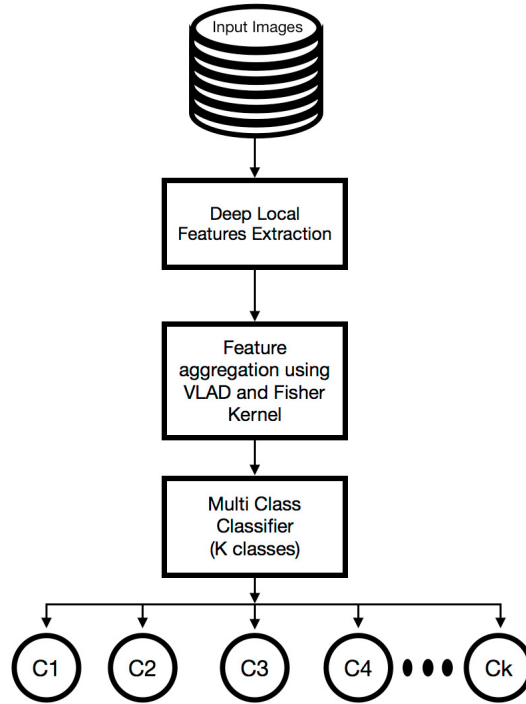 Input Images
Deep Local
Features Extraction
Feature
aggregation using
VLAD and Fisher
Kernel
Multi Class
Classifier
(K classes)
C1 C2 C3 C4 Ck